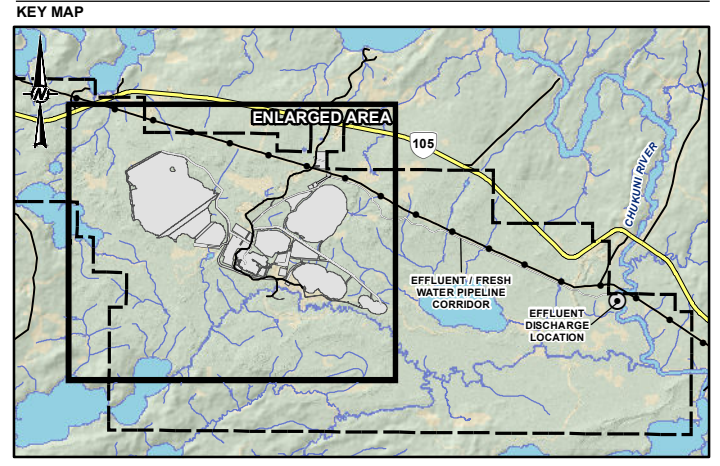 KEY MAP
N
ENLARGED AREA
105
CHUKUNI RIVER
EFFLUENT / FRESH
WATER PIPELINE
CORRIDOR
EFFLUENT
DISCHARGE
LOCATION